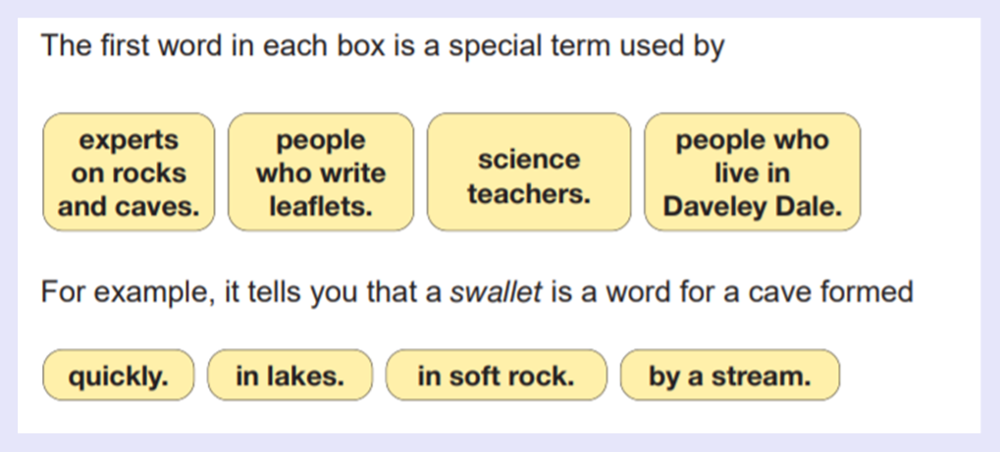 The first word in each box is a special term used by
experts
on rocks
and caves.
people
who write
leaflets.
science
teachers.
people who
live in
Daveley Dale.
For example, it tells you that a swallet is a word for a cave formed
quickly.
in lakes.
in soft rock.
by a stream.